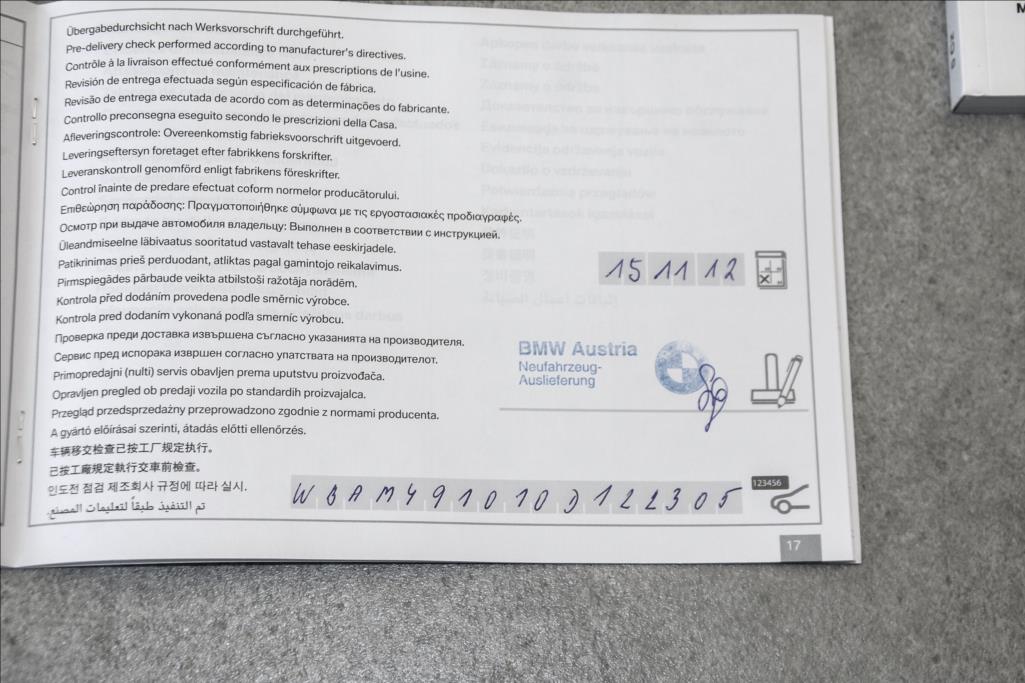 Übergabedurchsicht nach Werksvorschrift durchgeführt.
Pre-delivery check performed according to manufacturer's directives.
Contrôle à la livraison effectué conformément aux prescriptions de l'usine.
Revisión de entrega efectuada según especificación de fábrica.
Revisão de entrega executada de acordo com as determinações do fabricante.
Controllo preconsegna eseguito secondo le prescrizioni della Casa.
Afleveringscontrole: Overeenkomstig fabrieksvoorschrift uitgevoerd.
Leveringseftersyn foretaget efter fabrikkens forskrifter.
Leveranskontroll genomförd enligt fabrikens föreskrifter.
Control înainte de predare efectuat coform normelor producătorului.
Επιθεώρηση παράδοσης: Πραγματοποιήθηκε σύμφωνα με τις εργοστασιακές προδιαγραφές.
Осмотр при выдаче автомобиля владельцу: Выполнен в соответствии с инструкцией.
Üleandmiseelne läbivaatus sooritatud vastavalt tehase eeskirjadele.
Patikrinimas prieš perduodant, atliktas pagal gamintojo reikalavimus.
Pirmspiegādes pārbaude veikta atbilstoši ražotāja norādēm.
15 11 12
Kontrola před dodáním provedena podle směrnic výrobce.
Kontrola pred dodaním vykonaná podľa smerníc výrobcu.
Проверка преди доставка извършена съгласно указанията на производителя.
Сервис пред испорака извршен согласно упатствата на производителот.
BMW Austria
Neufahrzeug-
Auslieferung
Primopredajni (nulti) servis obavljen prema uputstvu proizvođača.
Opravljen pregled ob predaji vozila po standardih proizvajalca.
Przegląd przedsprzedażny przeprowadzono zgodnie z normami producenta.
A gyártó előírásai szerinti, átadás előtti ellenőrzés.
车辆移交检查已按工厂规定执行。
已按工廠規定執行交車前檢查。
인도전 점검 제조회사 규정에 따라 실시.
تم التنفيذ طبقاً لتعليمات المصنع.
WBAM491010D122305
123456
17